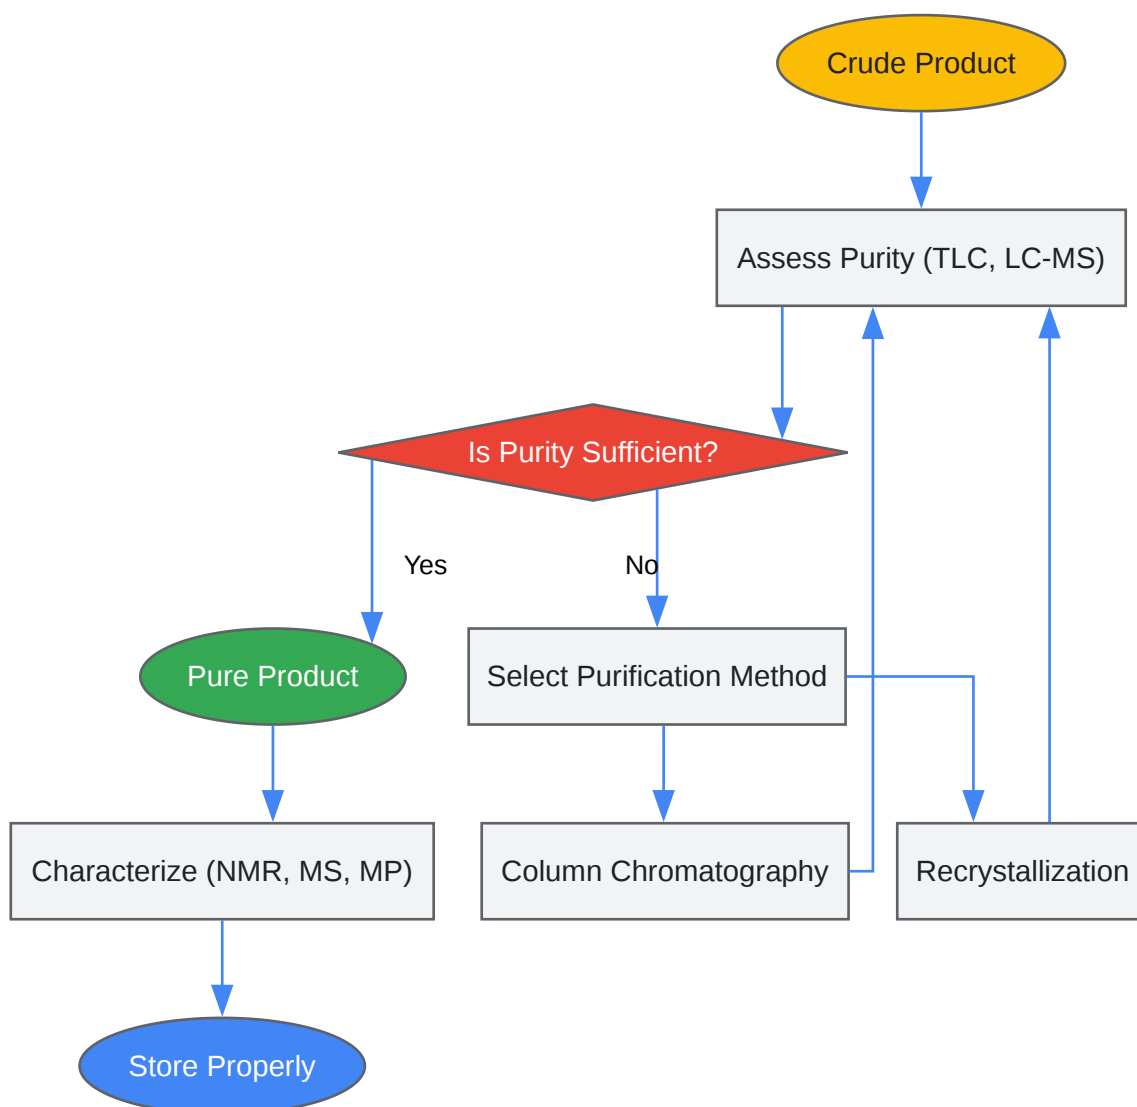 Crude Product
Assess Purity (TLC, LC-MS)
Is Purity Sufficient?
Yes
No
Pure Product
Select Purification Method
Characterize (NMR, MS, MP)
Column Chromatography
Recrystallization
Store Properly